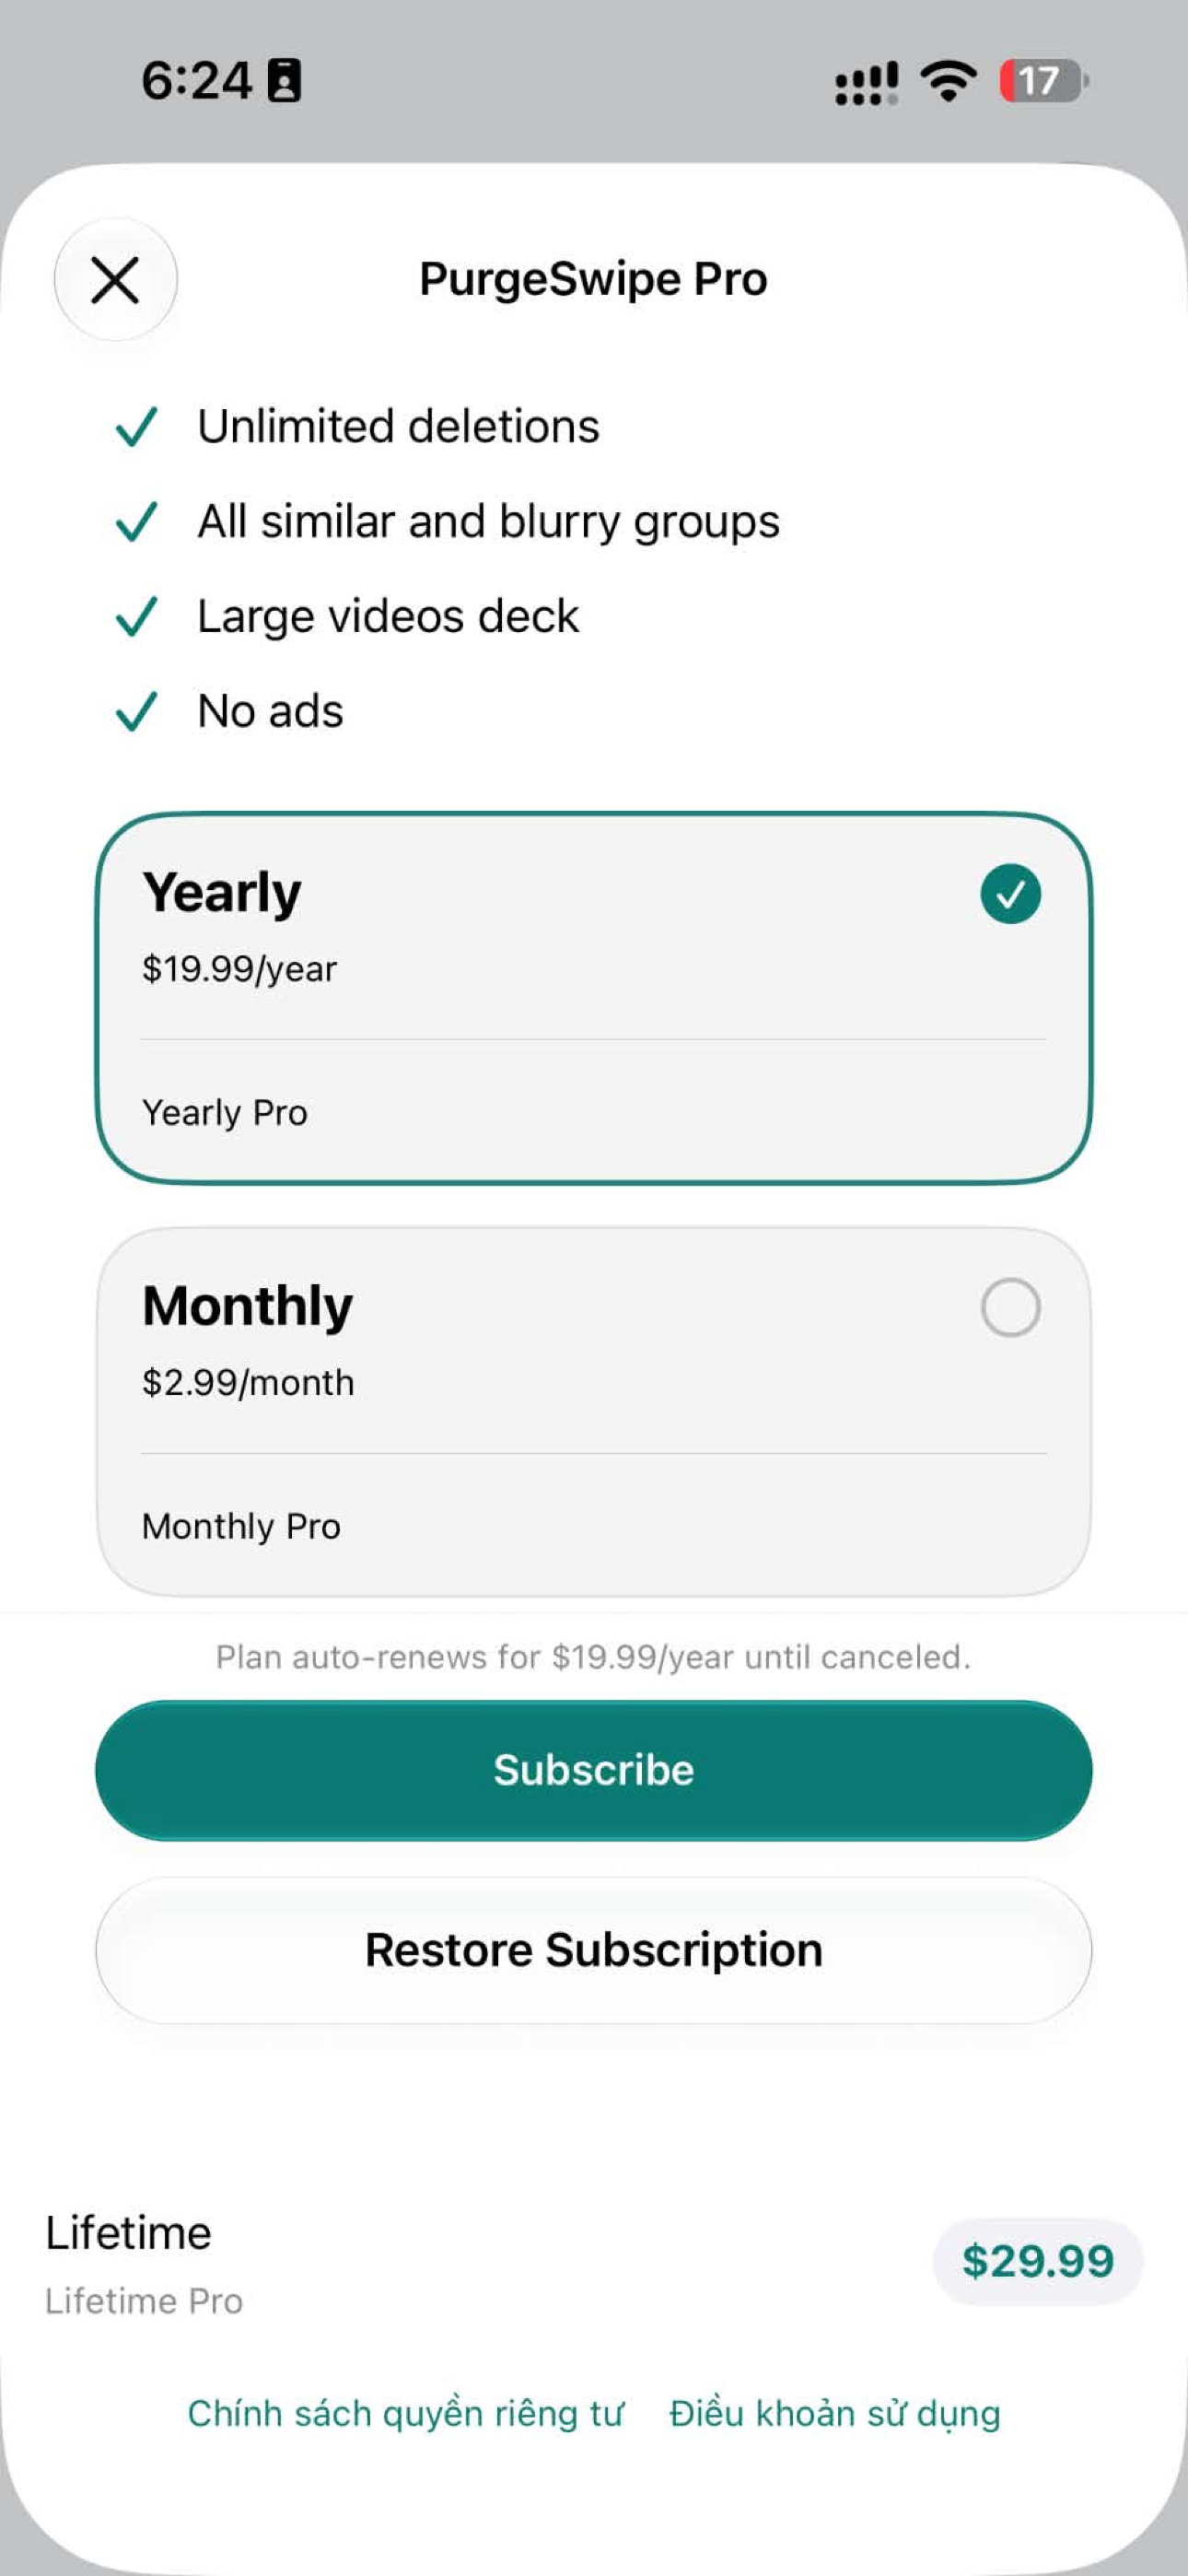 6:24
17
PurgeSwipe Pro
Unlimited deletions
All similar and blurry groups
Large videos deck
No ads
Yearly
$19.99/year
Yearly Pro
Monthly
$2.99/month
Monthly Pro
Plan auto-renews for $19.99/year until canceled.
Subscribe
Restore Subscription
Lifetime
$29.99
Lifetime Pro
Chính sách quyền riêng tư Điều khoản sử dụng